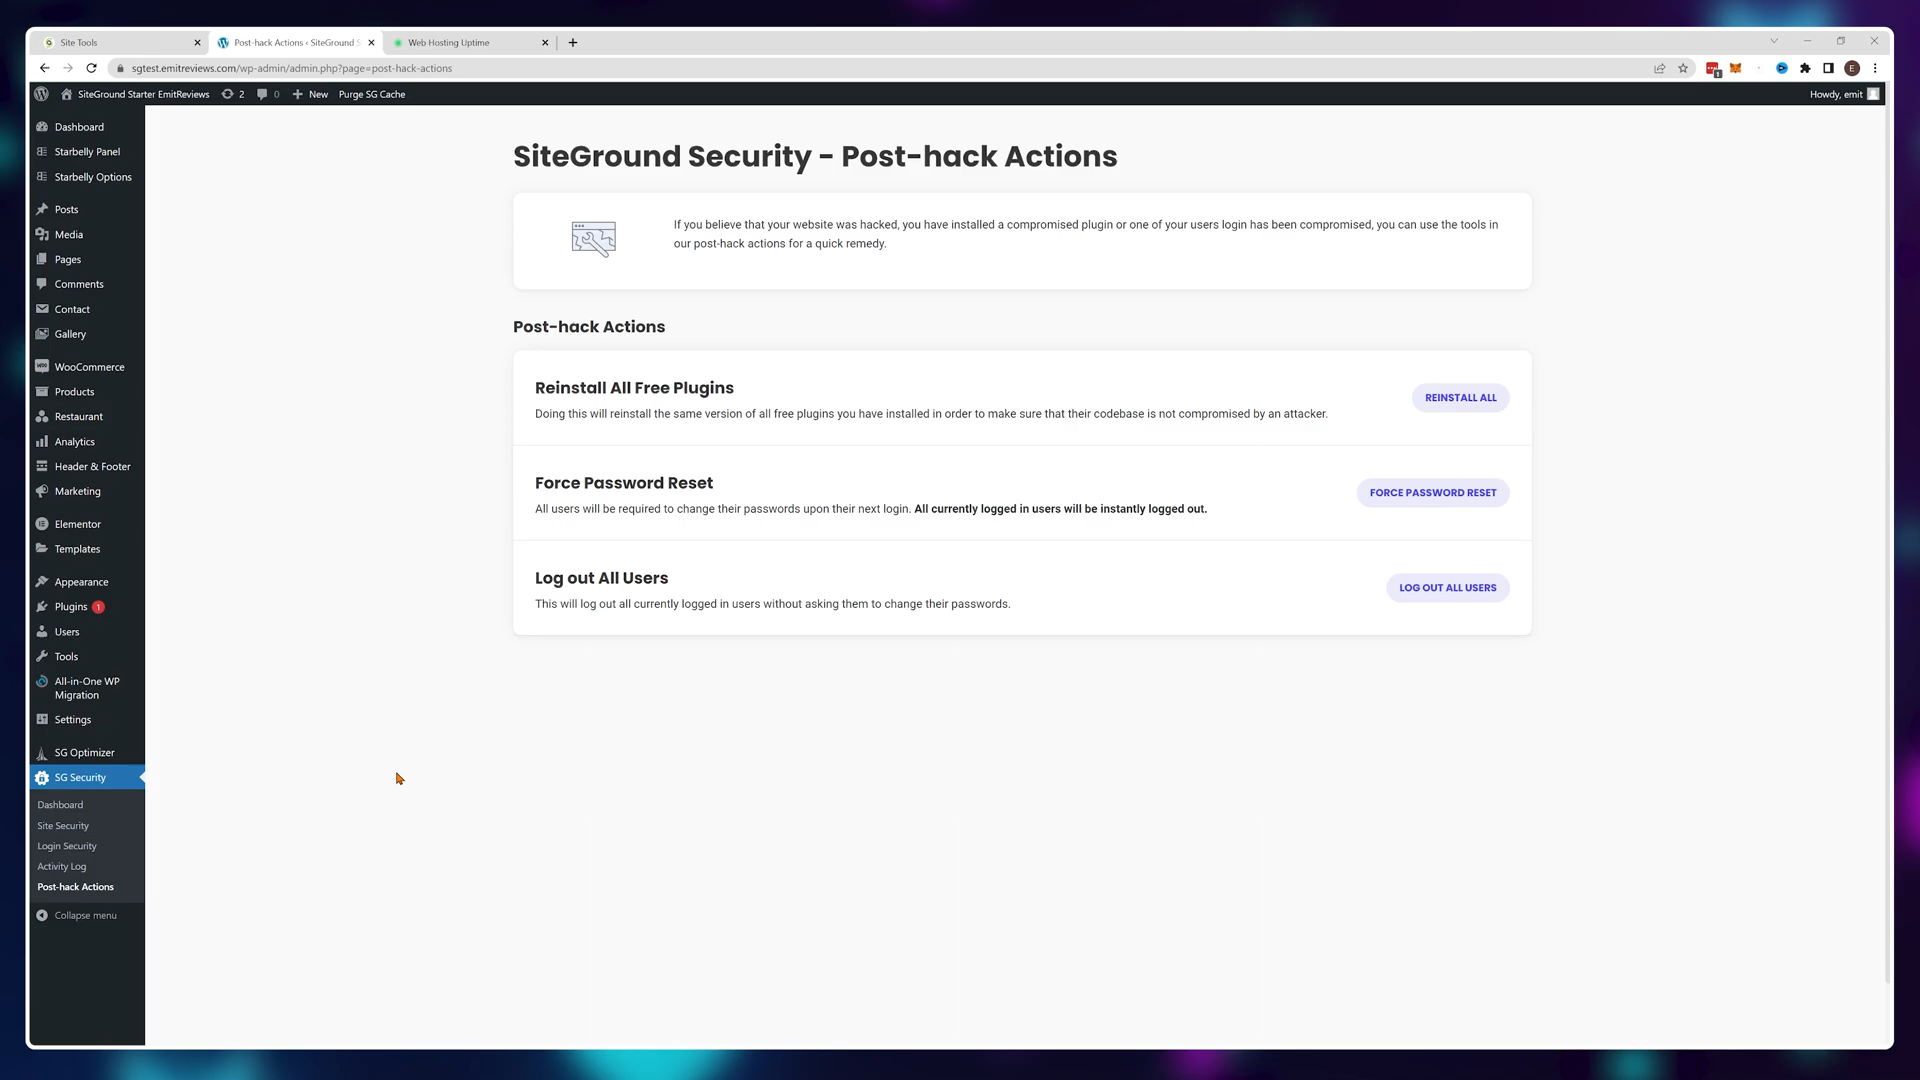 Site Tools
Post-hack Actions ‹ SiteGround S
Web Hosting Uptime
sgtest.emitreviews.com/wp-admin/admin.php?page=post-hack-actions
1
E
SiteGround Starter EmitReviews
2
0
New
Purge SG Cache
Howdy, emit
Dashboard
Starbelly Panel
Starbelly Options
Posts
Media
Pages
Comments
Contact
Gallery
WooCommerce
Products
Restaurant
Analytics
Header & Footer
Marketing
Elementor
Templates
Appearance
Plugins 1
Users
Tools
All-in-One WP
Migration
Settings
SG Optimizer
SG Security
Dashboard
Site Security
Login Security
Activity Log
Post-hack Actions
Collapse menu
SiteGround Security - Post-hack Actions
If you believe that your website was hacked, you have installed a compromised plugin or one of your users login has been compromised, you can use the tools in
our post-hack actions for a quick remedy.
Post-hack Actions
Reinstall All Free Plugins
Doing this will reinstall the same version of all free plugins you have installed in order to make sure that their codebase is not compromised by an attacker.
REINSTALL ALL
Force Password Reset
All users will be required to change their passwords upon their next login. All currently logged in users will be instantly logged out.
FORCE PASSWORD RESET
Log out All Users
This will log out all currently logged in users without asking them to change their passwords.
LOG OUT ALL USERS